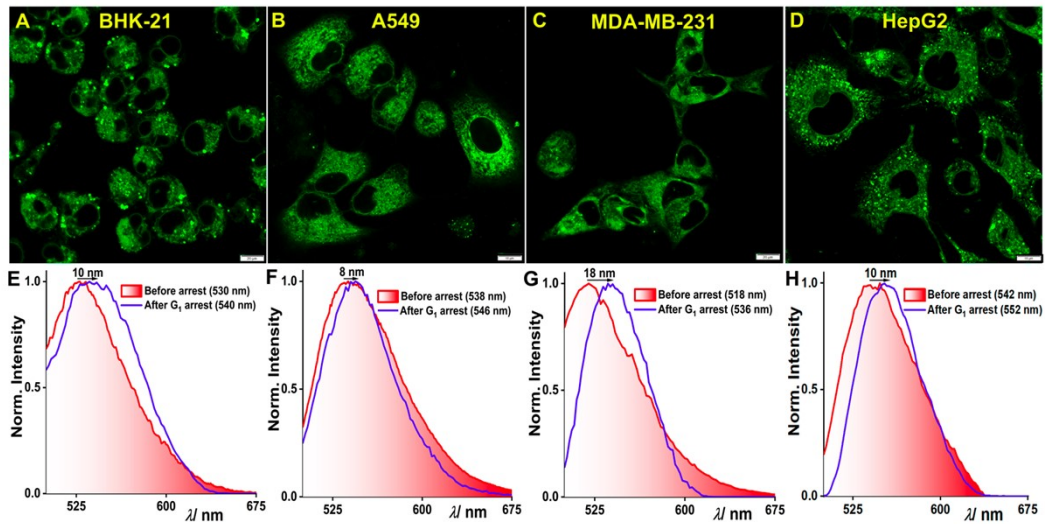 A BHK-21
B A549
C MDA-MB-231
D HepG2
E 10 nm
Before arrest (530 nm)
After G₁ arrest (540 nm)
Norm. Intensity
1.0
0.5
0.0
525 600 675
λ/ nm
F 8 nm
Before arrest (538 nm)
After G₁ arrest (546 nm)
Norm. Intensity
1.0
0.5
0.0
525 600 675
λ/ nm
G 18 nm
Before arrest (518 nm)
After G₁ arrest (536 nm)
Norm. Intensity
1.0
0.5
0.0
525 600 675
λ/ nm
H 10 nm
Before arrest (542 nm)
After G₁ arrest (552 nm)
Norm. Intensity
1.0
0.5
0.0
525 600 675
λ/ nm